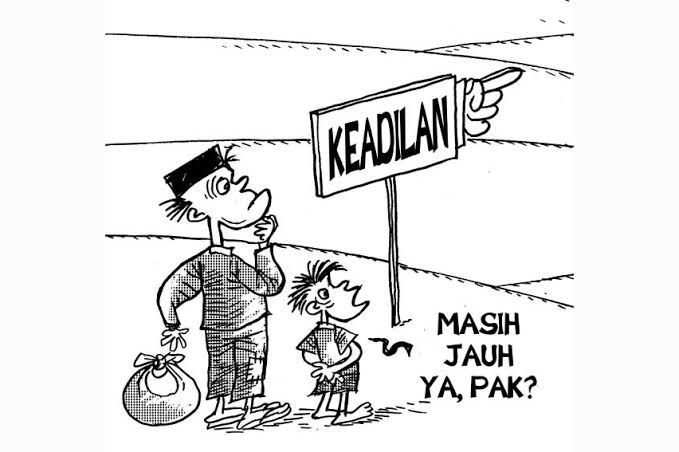 KEADILAN
MASIH
JAUH
YA, PAK?